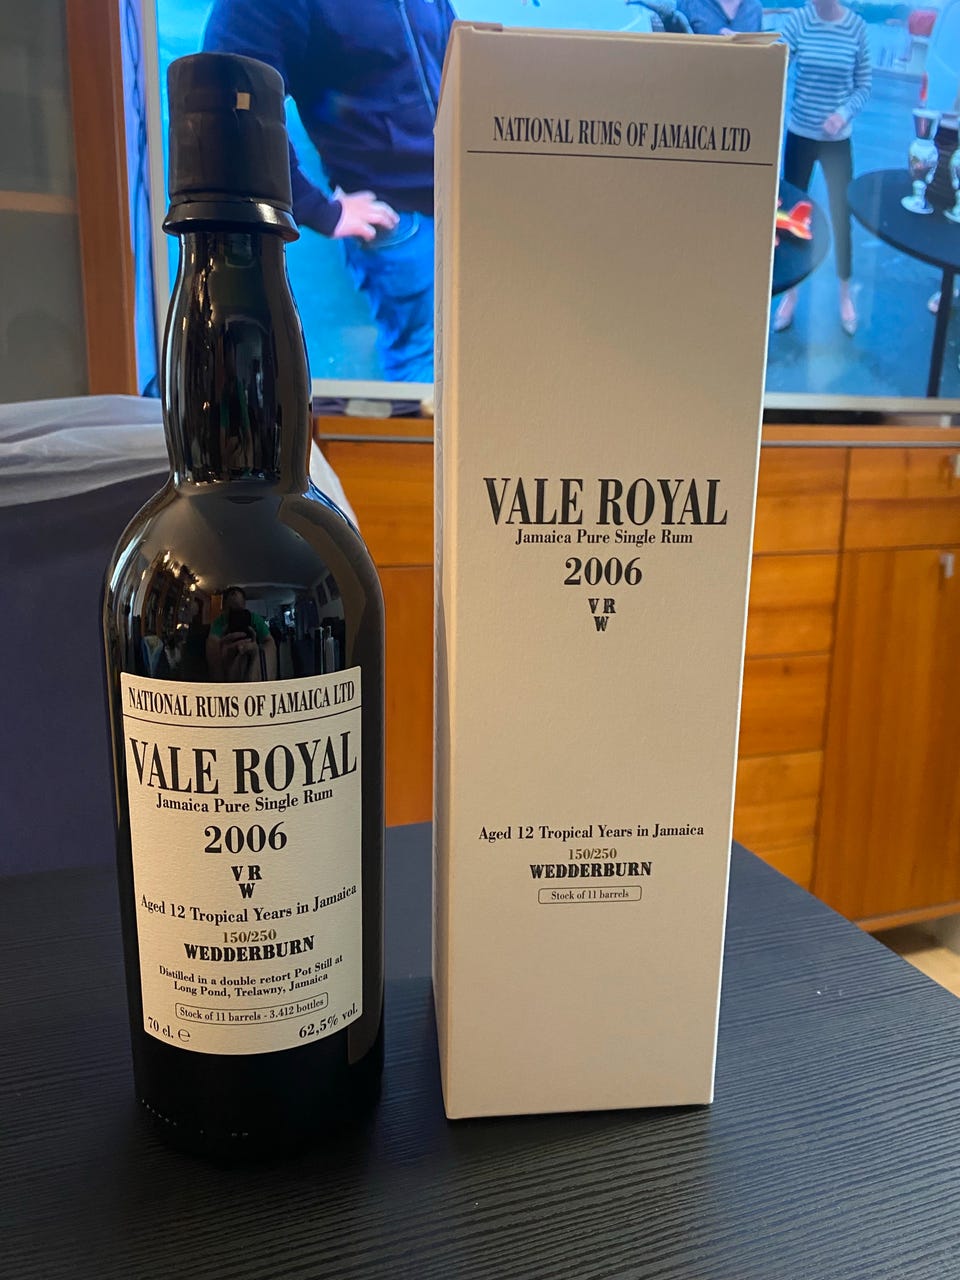 NATIONAL RUMS OF JAMAICA LTD
VALE ROYAL
Jamaica Pure Single Rum
2006
V R
W
Aged 12 Tropical Years in Jamaica
150/250
WEDDERBURN
Distilled in a double retort Pot Still at
Long Pond, Trelawny, Jamaica
Stock of 11 barrels - 3.412 bottles
70 cl. ℮
62,5% vol.
NATIONAL RUMS OF JAMAICA LTD
VALE ROYAL
Jamaica Pure Single Rum
2006
V R
W
Aged 12 Tropical Years in Jamaica
150/250
WEDDERBURN
Stock of 11 barrels